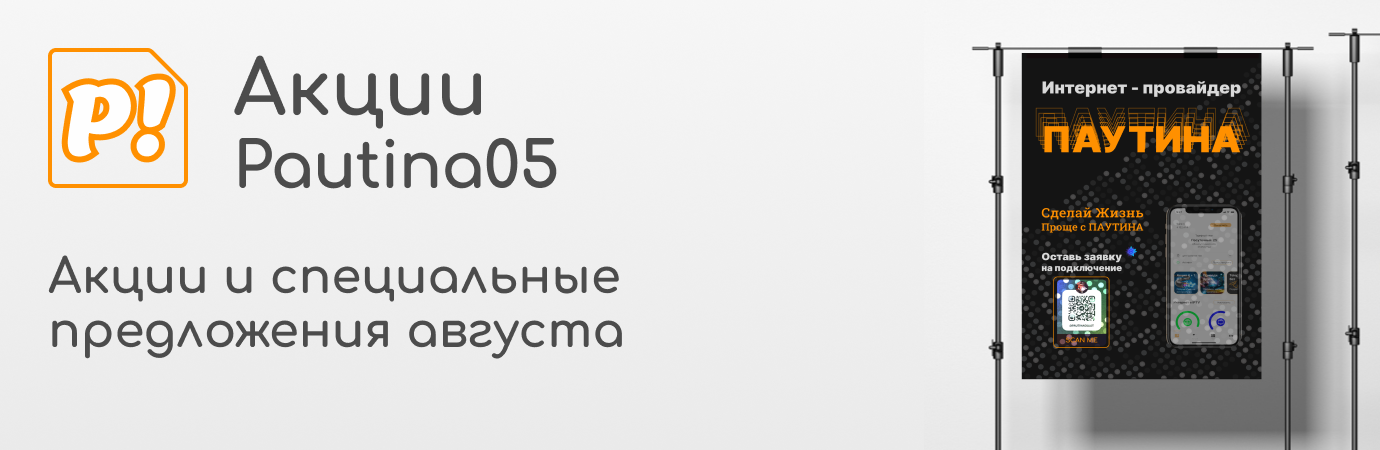 P!
Акции
Pautina05
Акции и специальные
предложения августа
Интернет - провайдер
ПАУТИНА
Сделай Жизнь
Проще с ПАУТИНА
Оставь заявку
на подключение
SCAN ME